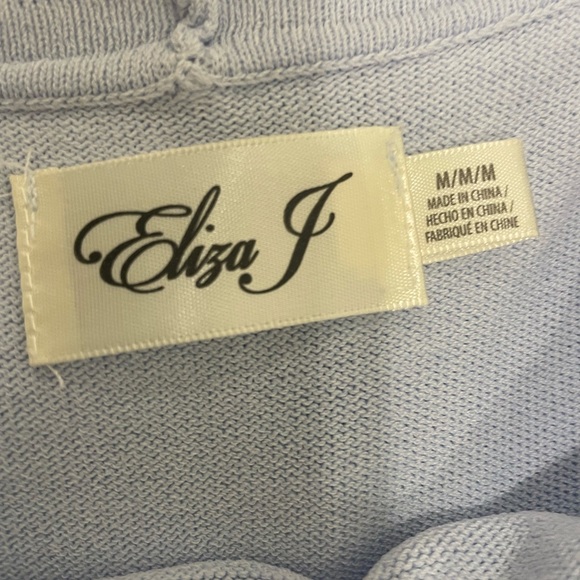 Eliza J
M/M/M
MADE IN CHINA /
HECHO EN CHINA /
FABRIQUÉ EN CHINE